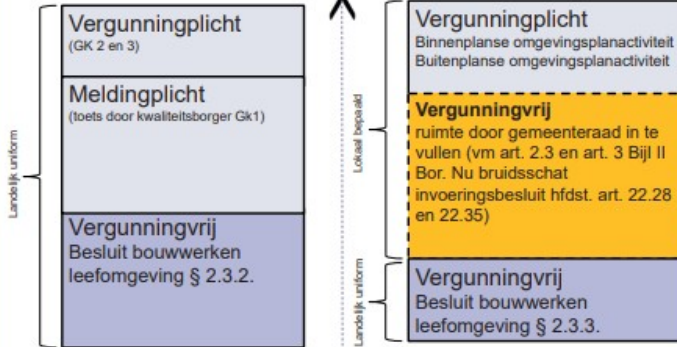 Landelijk uniform
Vergunningplicht
(GK 2 en 3)
Meldingplicht
(toets door kwaliteitsborger Gk1)
Vergunningvrij
Besluit bouwwerken
leefomgeving § 2.3.2.
Lokaal bepaald
Vergunningplicht
Binnenplanse omgevingsplanactiviteit
Buitenplanse omgevingsplanactiviteit
Vergunningvrij
ruimte door gemeenteraad in te
vullen (vm art. 2.3 en art. 3 Bijl II
Bor. Nu bruidsschat
invoeringsbesluit hfdst. art. 22.28
en 22.35)
Landelijk uniform
Vergunningvrij
Besluit bouwwerken
leefomgeving § 2.3.3.